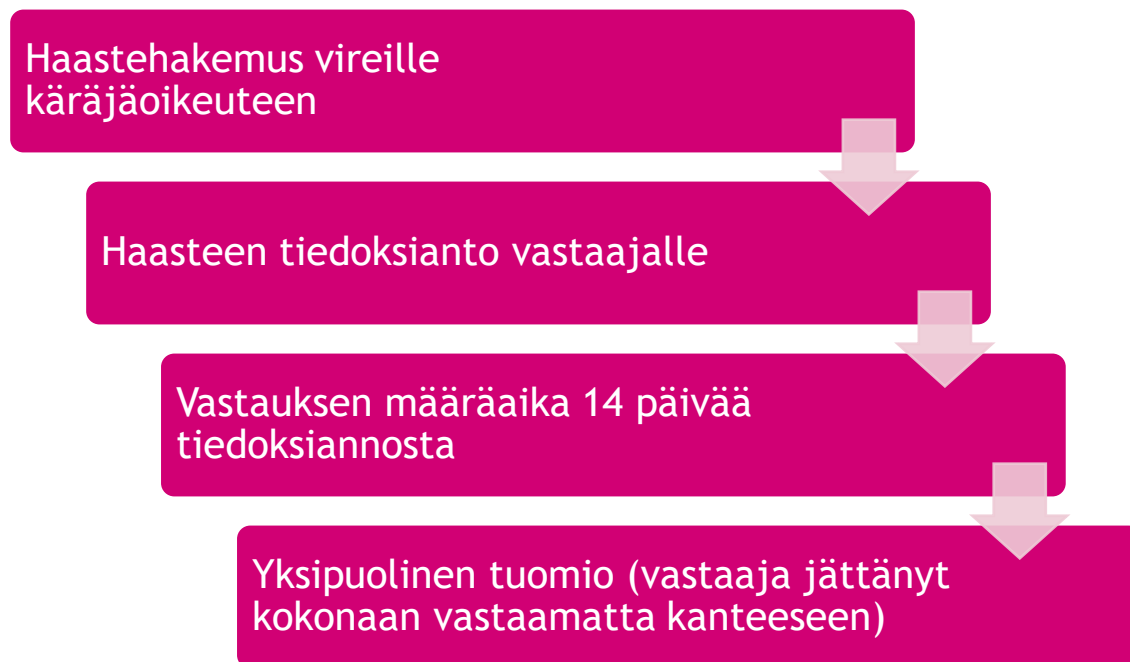 Haastehakemus vireille
käräjäoikeuteen
Haasteen tiedoksianto vastaajalle
Vastauksen määräaika 14 päivää
tiedoksiannosta
Yksipuolinen tuomio (vastaaja jättänyt
kokonaan vastaamatta kanteeseen)